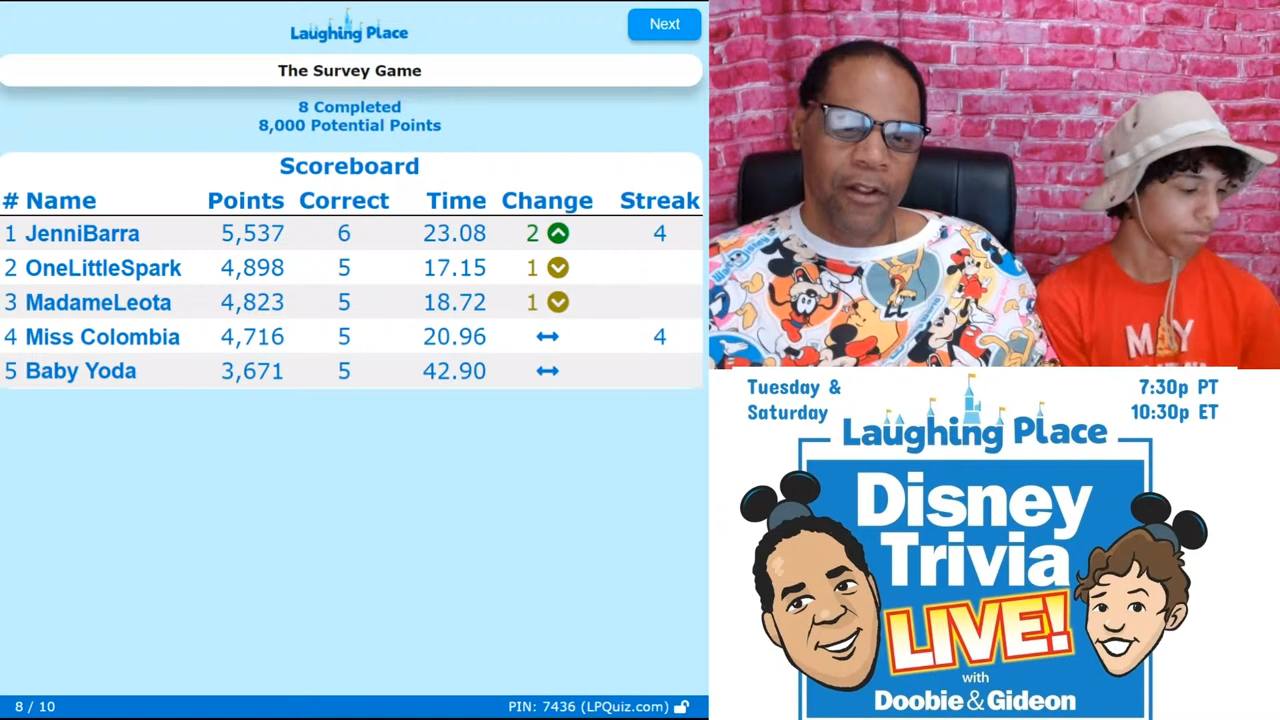 Laughing Place
Next
The Survey Game
8 Completed
8,000 Potential Points
Scoreboard
# Name Points Correct Time Change Streak
1 JenniBarra 5,537 6 23.08 2 4
2 OneLittleSpark 4,898 5 17.15 1
3 MadameLeota 4,823 5 18.72 1
4 Miss Colombia 4,716 5 20.96 4
5 Baby Yoda 3,671 5 42.90
8 / 10
PIN: 7436 (LPQuiz.com)
MAY
Tuesday & 7:30p PT
Saturday 10:30p ET
Laughing Place
Disney
Trivia
LIVE!
with
Doobie & Gideon